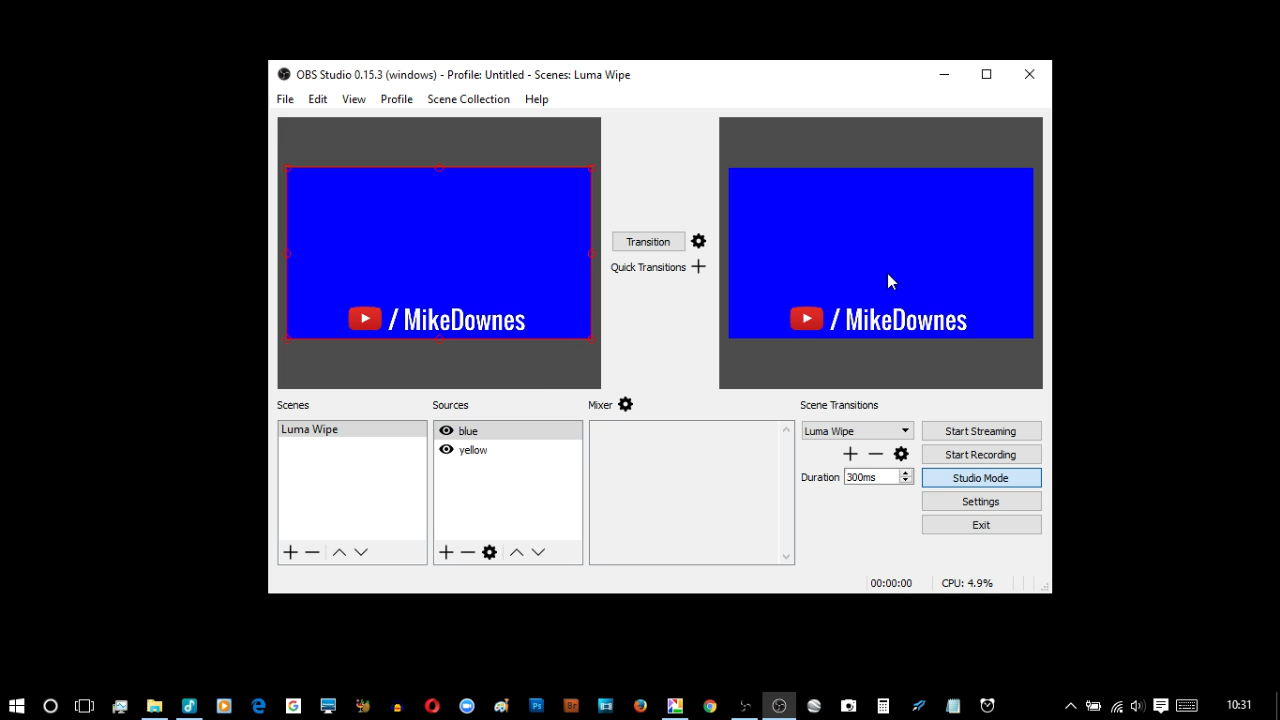 OBS Studio 0.15.3 (windows) - Profile: Untitled - Scenes: Luma Wipe
File Edit View Profile Scene Collection Help
Transition
Quick Transitions
/ MikeDownes
/ MikeDownes
Scenes
Luma Wipe
Sources
blue
yellow
Mixer
Scene Transitions
Luma Wipe
Duration 300ms
Start Streaming
Start Recording
Studio Mode
Settings
Exit
00:00:00
CPU: 4.9%
Ps
Br
10:31